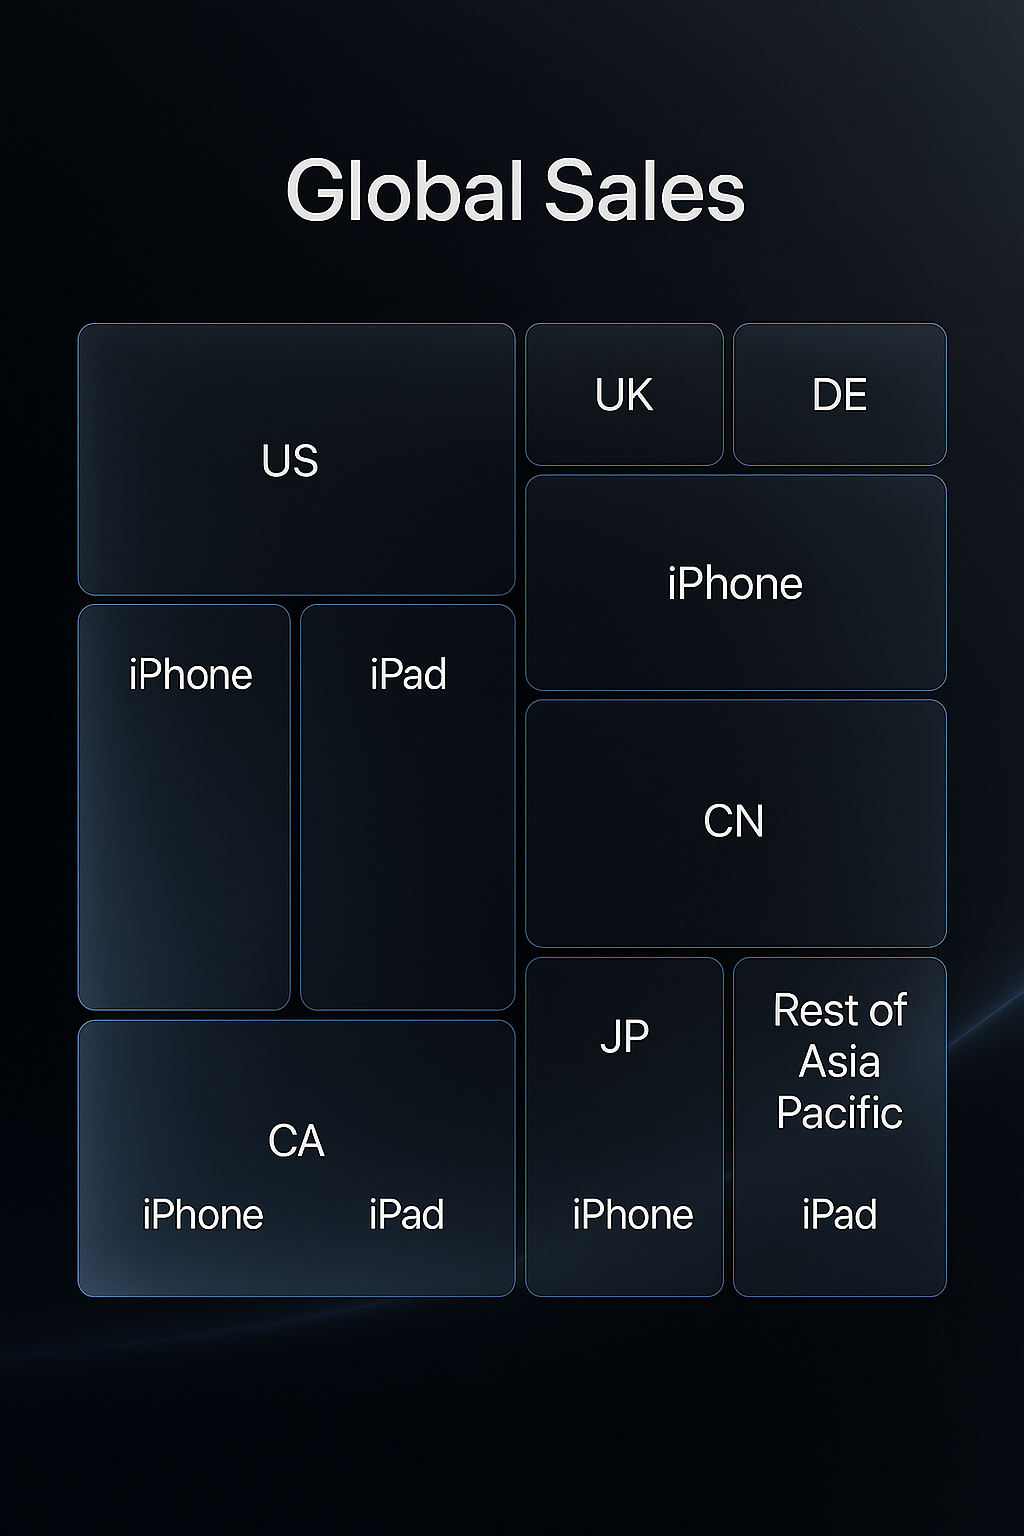 Global Sales
US
UK
DE
iPhone
iPhone
iPad
CN
CA
iPhone
iPad
JP
iPhone
Rest of
Asia
Pacific
iPad